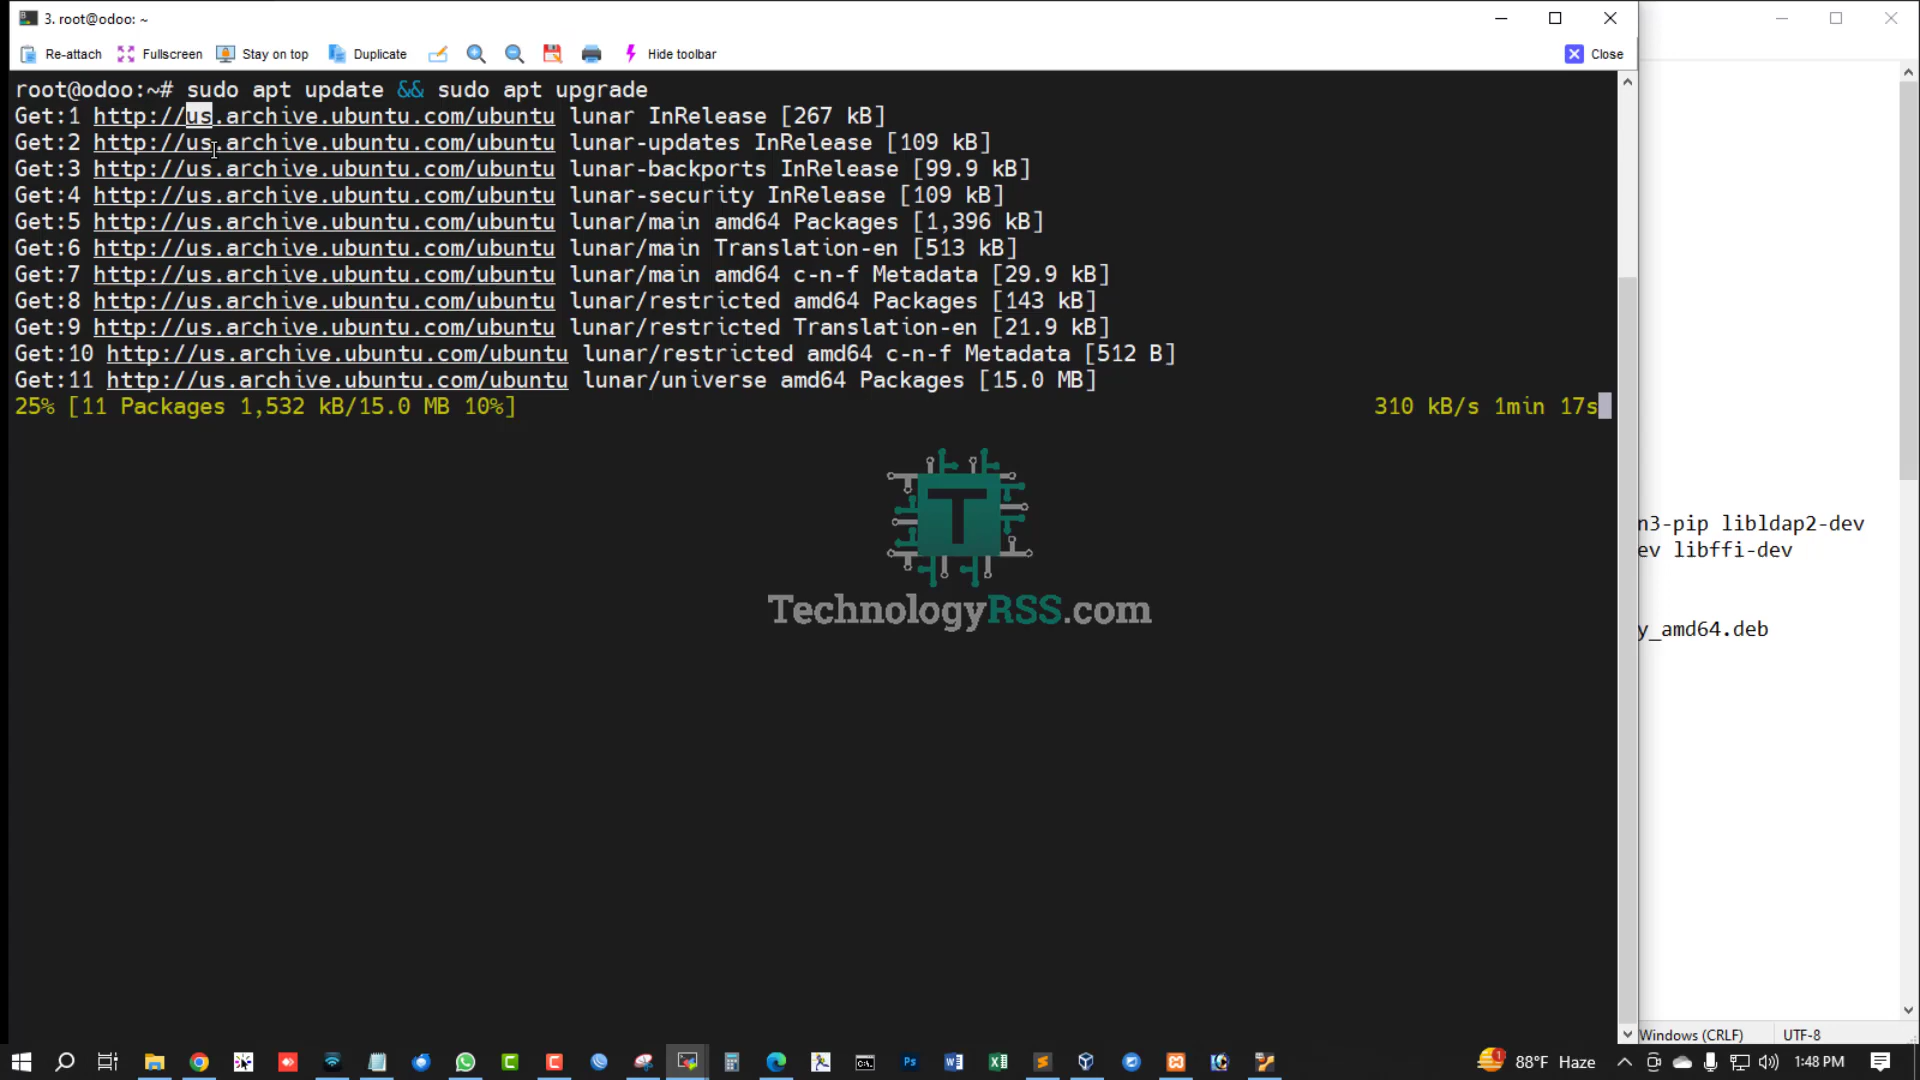 3. root@odoo: ~
Re-attach Fullscreen Stay on top Duplicate Hide toolbar Close
root@odoo:~# sudo apt update && sudo apt upgrade
Get:1 http://us.archive.ubuntu.com/ubuntu lunar InRelease [267 kB]
Get:2 http://us.archive.ubuntu.com/ubuntu lunar-updates InRelease [109 kB]
Get:3 http://us.archive.ubuntu.com/ubuntu lunar-backports InRelease [99.9 kB]
Get:4 http://us.archive.ubuntu.com/ubuntu lunar-security InRelease [109 kB]
Get:5 http://us.archive.ubuntu.com/ubuntu lunar/main amd64 Packages [1,396 kB]
Get:6 http://us.archive.ubuntu.com/ubuntu lunar/main Translation-en [513 kB]
Get:7 http://us.archive.ubuntu.com/ubuntu lunar/main amd64 c-n-f Metadata [29.9 kB]
Get:8 http://us.archive.ubuntu.com/ubuntu lunar/restricted amd64 Packages [143 kB]
Get:9 http://us.archive.ubuntu.com/ubuntu lunar/restricted Translation-en [21.9 kB]
Get:10 http://us.archive.ubuntu.com/ubuntu lunar/restricted amd64 c-n-f Metadata [512 B]
Get:11 http://us.archive.ubuntu.com/ubuntu lunar/universe amd64 Packages [15.0 MB]
25% [11 Packages 1,532 kB/15.0 MB 10%] 310 kB/s 1min 17s
T
TechnologyRSS.com
n3-pip libldap2-dev
ev libffi-dev
y_amd64.deb
Windows (CRLF) UTF-8
88°F Haze 1:48 PM